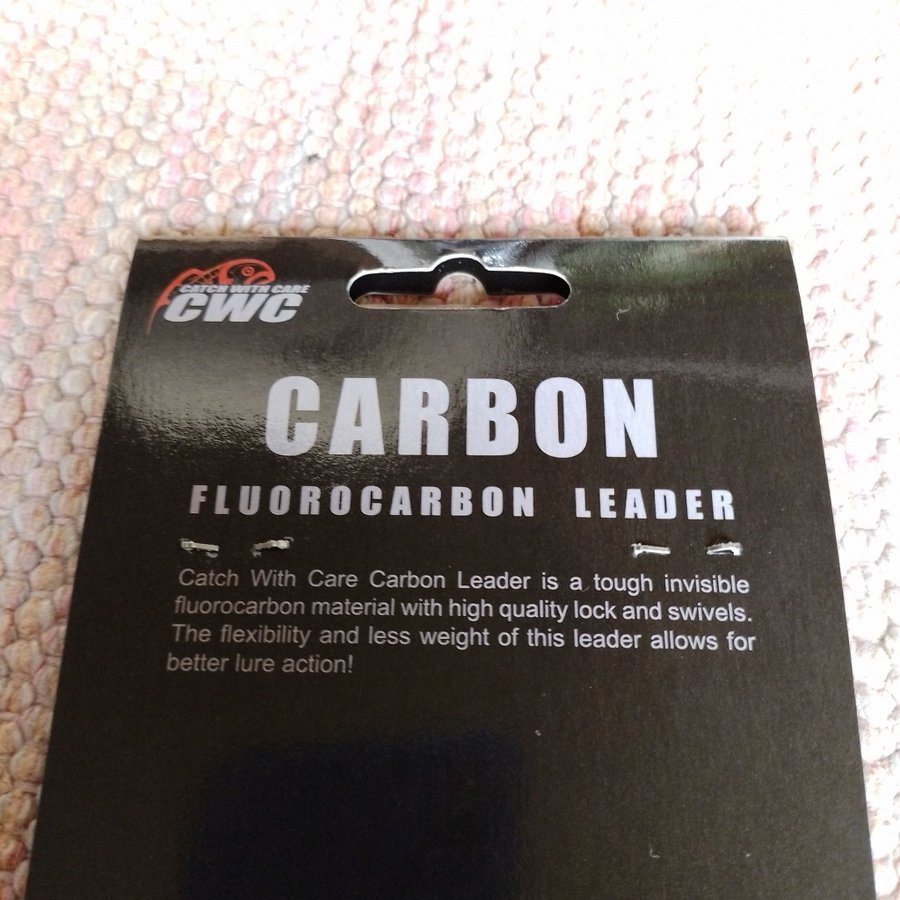 CATCH WITH CARE
CWC
CARBON
FLUOROCARBON LEADER
Catch With Care Carbon Leader is a tough invisible
fluorocarbon material with high quality lock and swivels.
The flexibility and less weight of this leader allows for
better lure action!